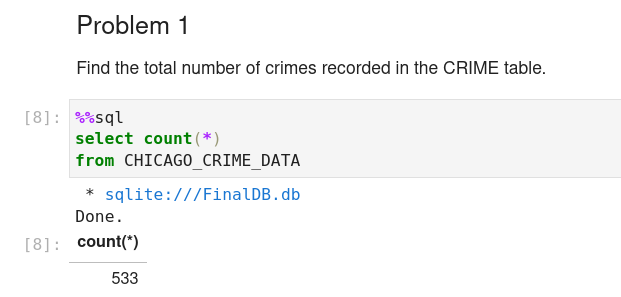 Problem 1
Find the total number of crimes recorded in the CRIME table.
[8]: %%sql
select count(*)
from CHICAGO_CRIME_DATA
* sqlite:///FinalDB.db
Done.
[8]: count(*)
533